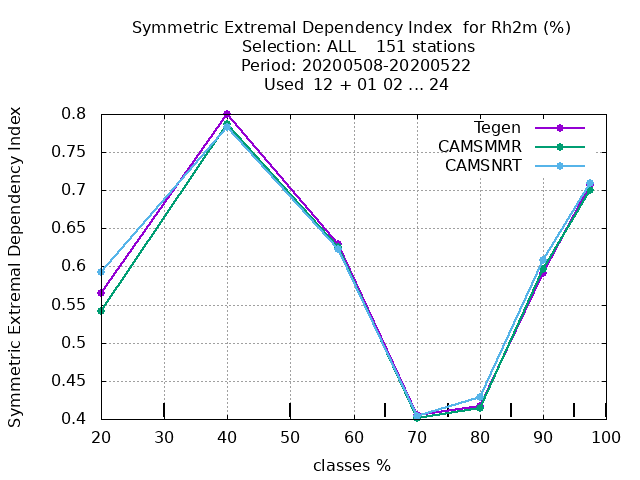 Symmetric Extremal Dependency Index  for Rh2m (%)
Selection: ALL    151 stations
Period: 20200508-20200522
Used  12 + 01 02 ... 24
Symmetric Extremal Dependency Index
0.8
0.75
0.7
0.65
0.6
0.55
0.5
0.45
0.4
Tegen
CAMSMMR
CAMSNRT
20 30 40 50 60 70 80 90 100
classes %